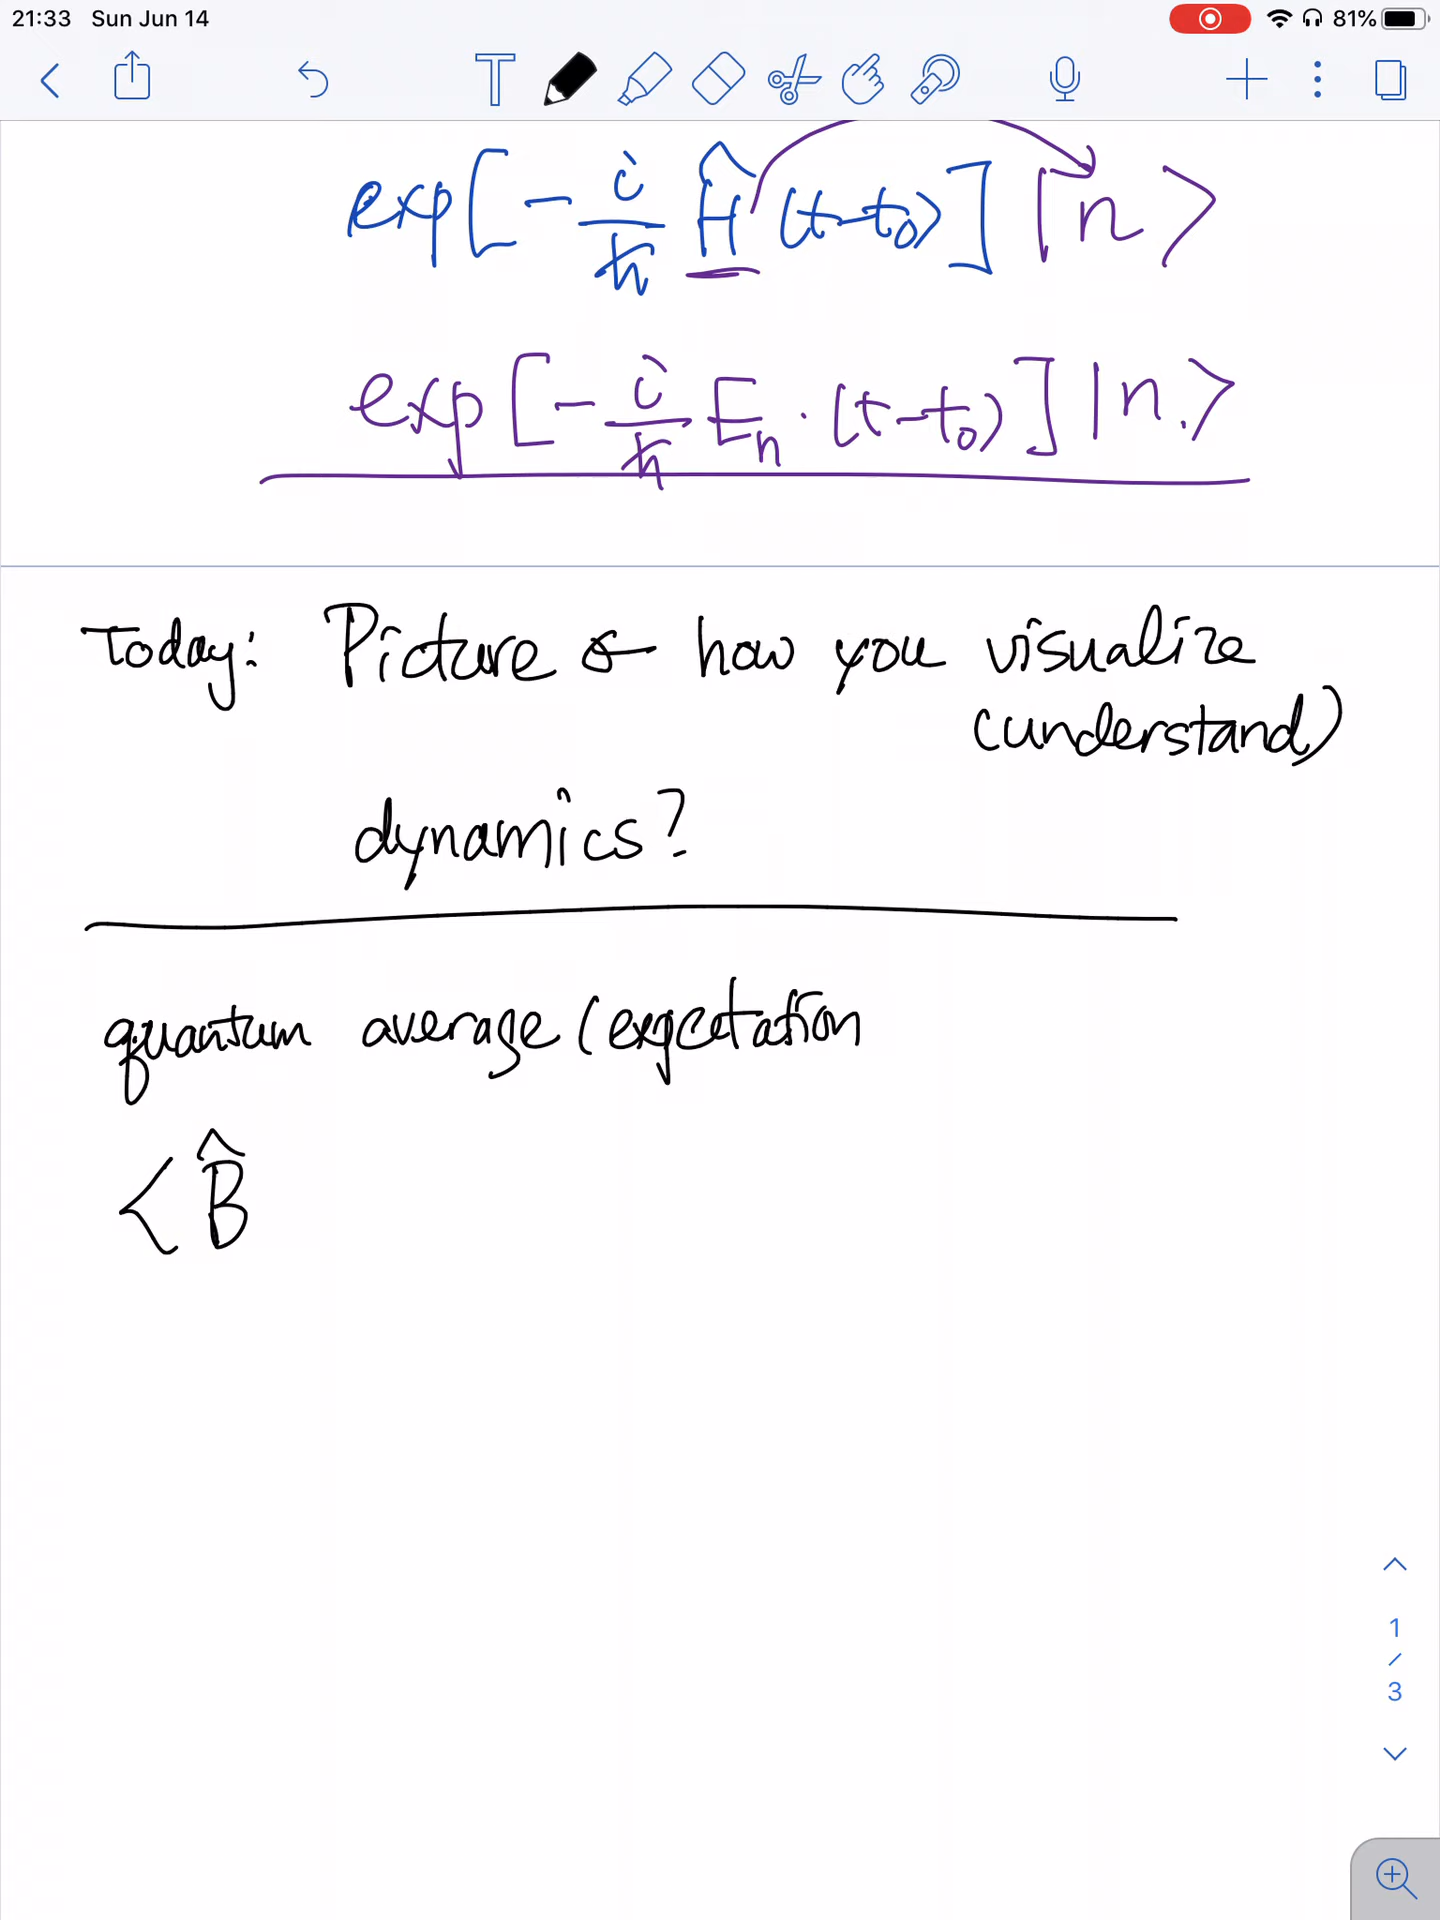 21:33 Sun Jun 14 81%
T
exp[-i/ħ Ĥ (t-t₀)] |n>
exp[-i/ħ Eₙ·(t-t₀)] |n.>
Today: Picture ← how you visualize
(understand)
dynamics?
quantum average (expectation
<B̂
1
/
3